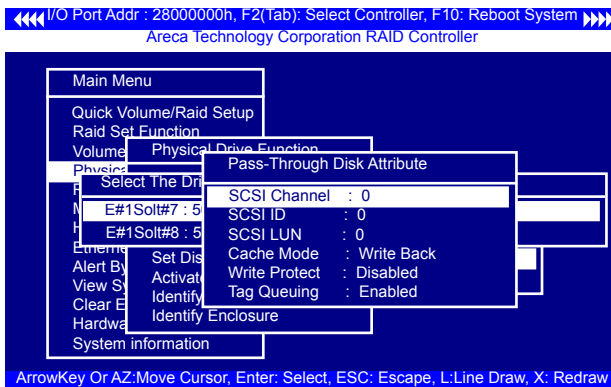 I/O Port Addr : 28000000h, F2(Tab): Select Controller, F10: Reboot System
Areca Technology Corporation RAID Controller
Main Menu
Quick Volume/Raid Setup
Raid Set Function
Volume
Physical Drive Function
Physica
Pass-Through Disk Attribute
Select The Dri
SCSI Channel : 0
E#1Solt#7 : 5
SCSI ID : 0
E#1Solt#8 : 5
SCSI LUN : 0
Etherne
Set Dis
Cache Mode : Write Back
Alert By
Activat
Write Protect : Disabled
View Sy
Identify
Tag Queuing : Enabled
Clear E
Identify Enclosure
Hardwa
System information
ArrowKey Or AZ:Move Cursor, Enter: Select, ESC: Escape, L:Line Draw, X: Redraw